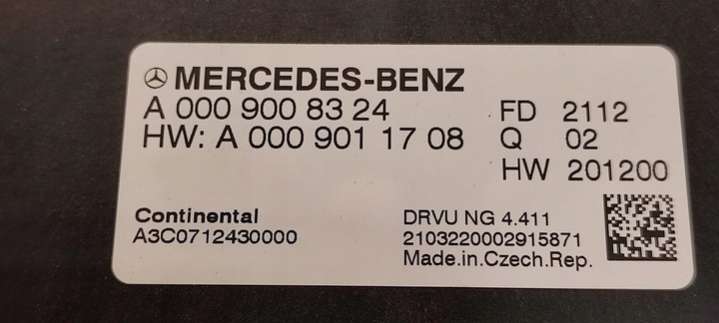 MERCEDES-BENZ
A 000 900 83 24 FD 2112
HW: A 000 901 17 08 Q 02
HW 201200
Continental DRVU NG 4.411
A3C0712430000 2103220002915871
Made.in.Czech.Rep.